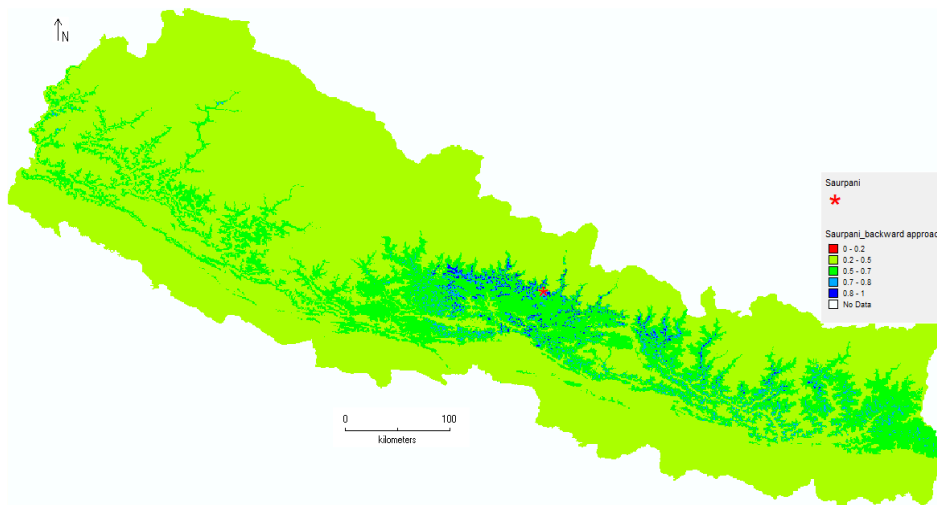 N
Saurpani
Saurpani_backward approac
0 - 0.2
0.2 - 0.5
0.5 - 0.7
0.7 - 0.8
0.8 - 1
No Data
0 100
kilometers